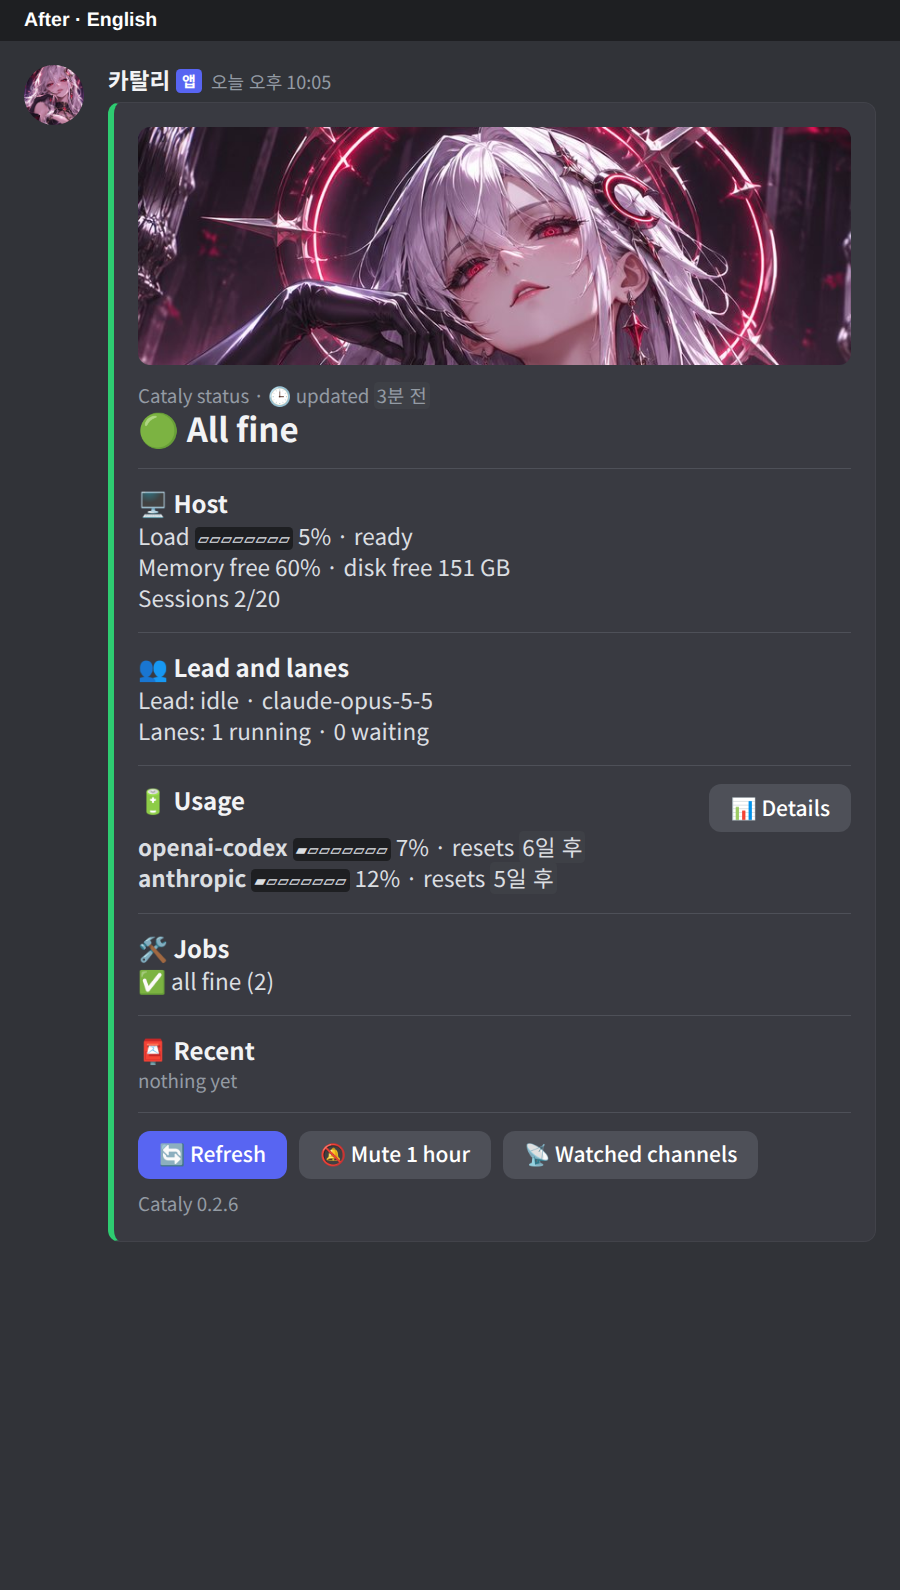 After · English
카탈리 앱 오늘 오후 10:05
Cataly status · 🕒 updated 3분 전
🟢 All fine
🖥️ Host
Load ▱▱▱▱▱▱▱▱ 5% · ready
Memory free 60% · disk free 151 GB
Sessions 2/20
👥 Lead and lanes
Lead: idle · claude-opus-5-5
Lanes: 1 running · 0 waiting
🔋 Usage
📊 Details
openai-codex ▰▱▱▱▱▱▱▱ 7% · resets 6일 후
anthropic ▰▱▱▱▱▱▱▱ 12% · resets 5일 후
🛠️ Jobs
✅ all fine (2)
📮 Recent
nothing yet
🔄 Refresh 🔕 Mute 1 hour 📡 Watched channels
Cataly 0.2.6